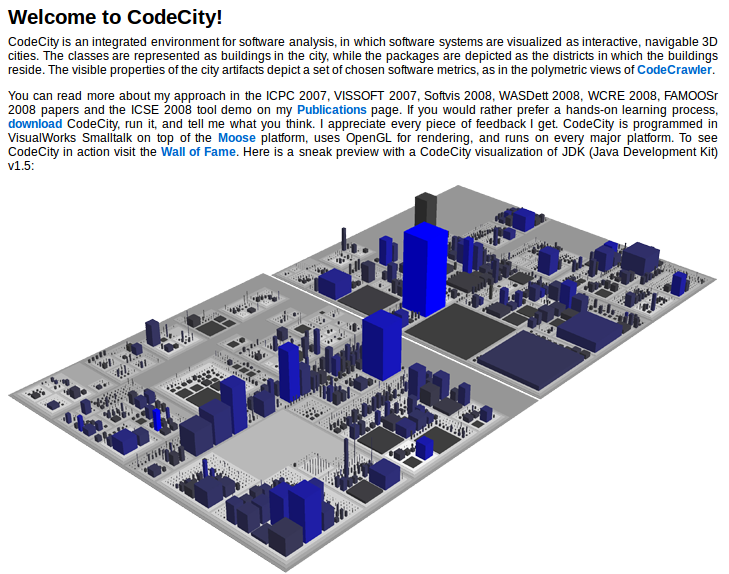 Welcome to CodeCity!
CodeCity is an integrated environment for software analysis, in which software systems are visualized as interactive, navigable 3D
cities. The classes are represented as buildings in the city, while the packages are depicted as the districts in which the buildings
reside. The visible properties of the city artifacts depict a set of chosen software metrics, as in the polymetric views of CodeCrawler.
You can read more about my approach in the ICPC 2007, VISSOFT 2007, Softvis 2008, WASDett 2008, WCRE 2008, FAMOOSr
2008 papers and the ICSE 2008 tool demo on my Publications page. If you would rather prefer a hands-on learning process,
download CodeCity, run it, and tell me what you think. I appreciate every piece of feedback I get. CodeCity is programmed in
VisualWorks Smalltalk on top of the Moose platform, uses OpenGL for rendering, and runs on every major platform. To see
CodeCity in action visit the Wall of Fame. Here is a sneak preview with a CodeCity visualization of JDK (Java Development Kit)
v1.5: